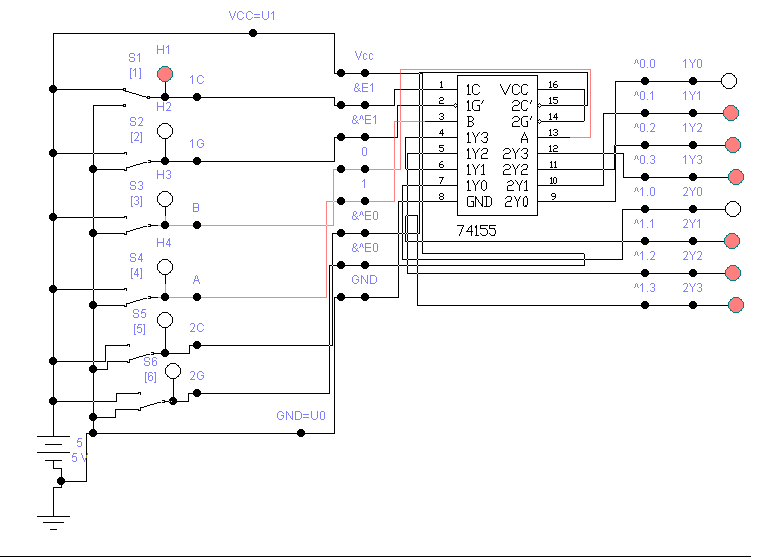 VCC=U1
S1
[1]
H1
1C
H2
S2
[2]
1G
H3
S3
[3]
B
H4
S4
[4]
A
S5
[5]
2C
S6
[6]
2G
GND=U0
5
5 V
Vcc
&E1
&^E1
0
1
&^E0
&^E0
GND
1 1C VCC 16
2 1G' 2C' 15
3 B 2G' 14
4 1Y3 A 13
5 1Y2 2Y3 12
6 1Y1 2Y2 11
7 1Y0 2Y1 10
8 GND 2Y0 9
74155
^0.0 1Y0
^0.1 1Y1
^0.2 1Y2
^0.3 1Y3
^1.0 2Y0
^1.1 2Y1
^1.2 2Y2
^1.3 2Y3